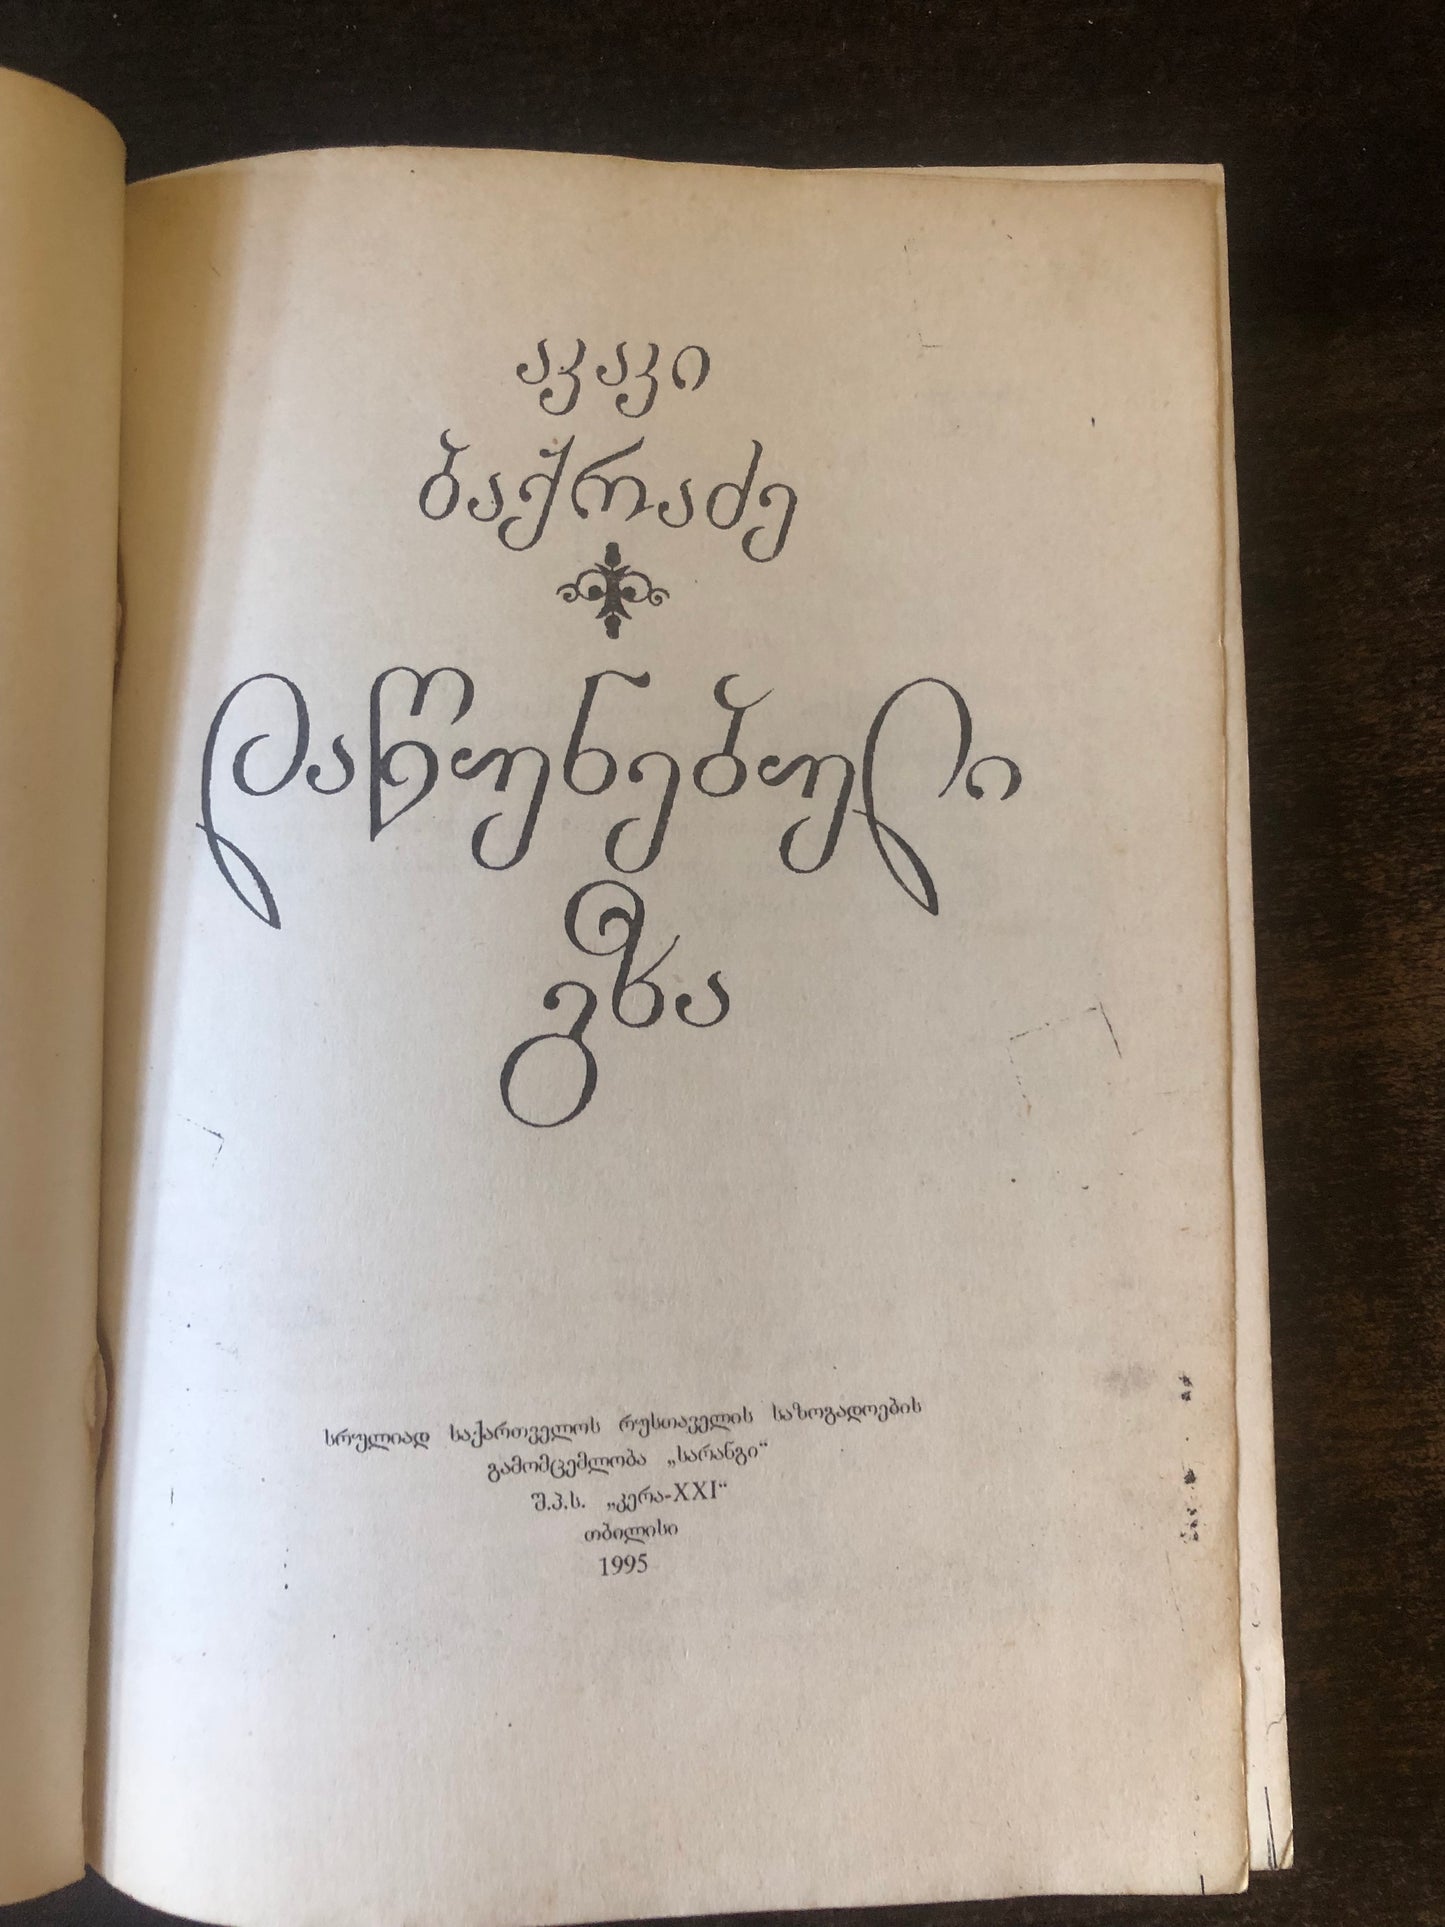 აკაკი
ბაქრაძე
დაწუნებული
გზა
სრულიად საქართველოს რუსთაველის საზოგადოების
გამომცემლობა „სარანგი“
შ.პ.ს. „კერა-XXI“
თბილისი
1995